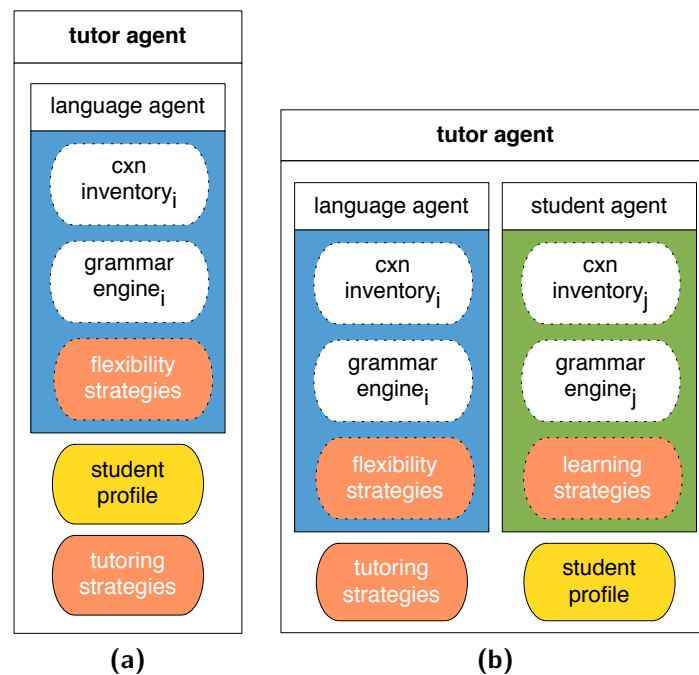 tutor agent
language agent
cxn
inventory_i
grammar
engine_i
flexibility
strategies
student
profile
tutoring
strategies
(a)
tutor agent
language agent
cxn
inventory_i
grammar
engine_i
flexibility
strategies
tutoring
strategies
student agent
cxn
inventory_j
grammar
engine_j
learning
strategies
student
profile
(b)